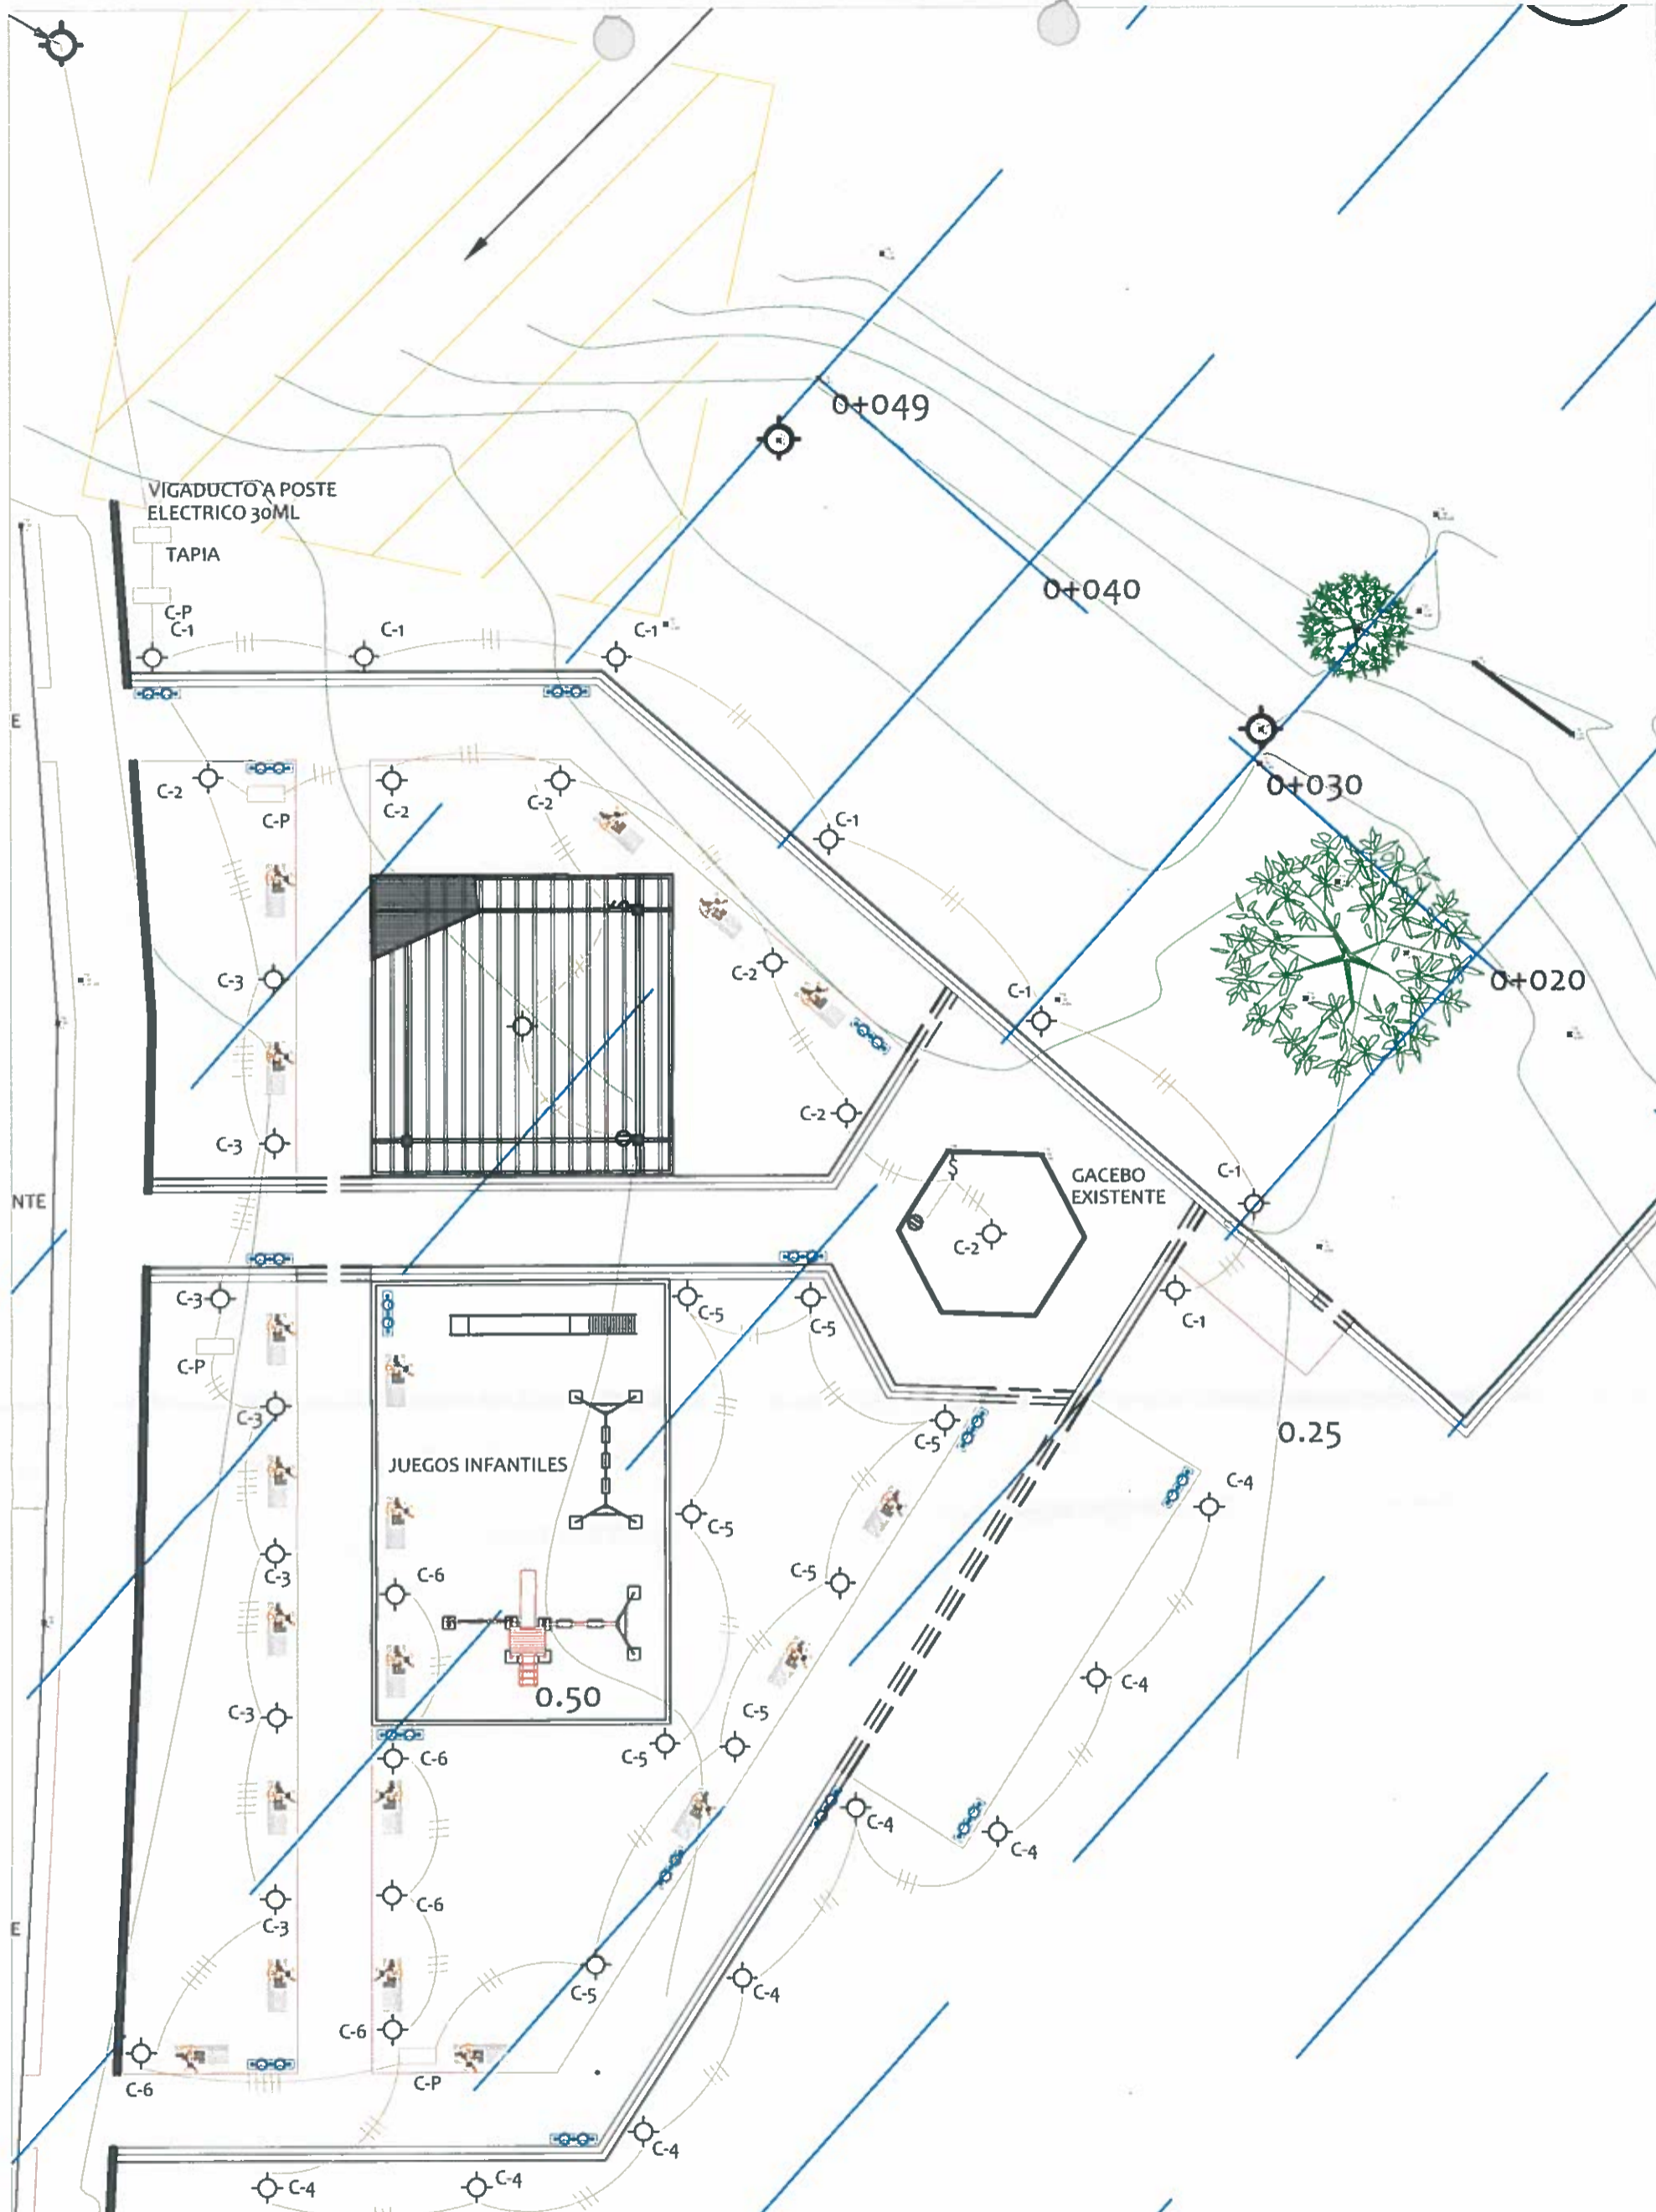 0+049
VIGADUCTO A POSTE
ELECTRICO 30ML
TAPIA
0+040
C-P
C-1
C-1
C-1
E
0+030
C-2
C-2
C-2
C-P
C-1
C-3
C-2
C-1
0+020
C-2
C-3
NTE
GACEBO
EXISTENTE
C-1
$
C-2
C-3
C-5
C-5
C-1
C-P
C-3
C-5
0.25
JUEGOS INFANTILES
C-4
C-5
C-3
C-6
C-5
0.50
C-4
C-3
C-5
C-5
C-6
C-4
C-4
C-6
C-3
E
C-5
C-4
C-6
C-6
C-P
C-4
C-4
C-4